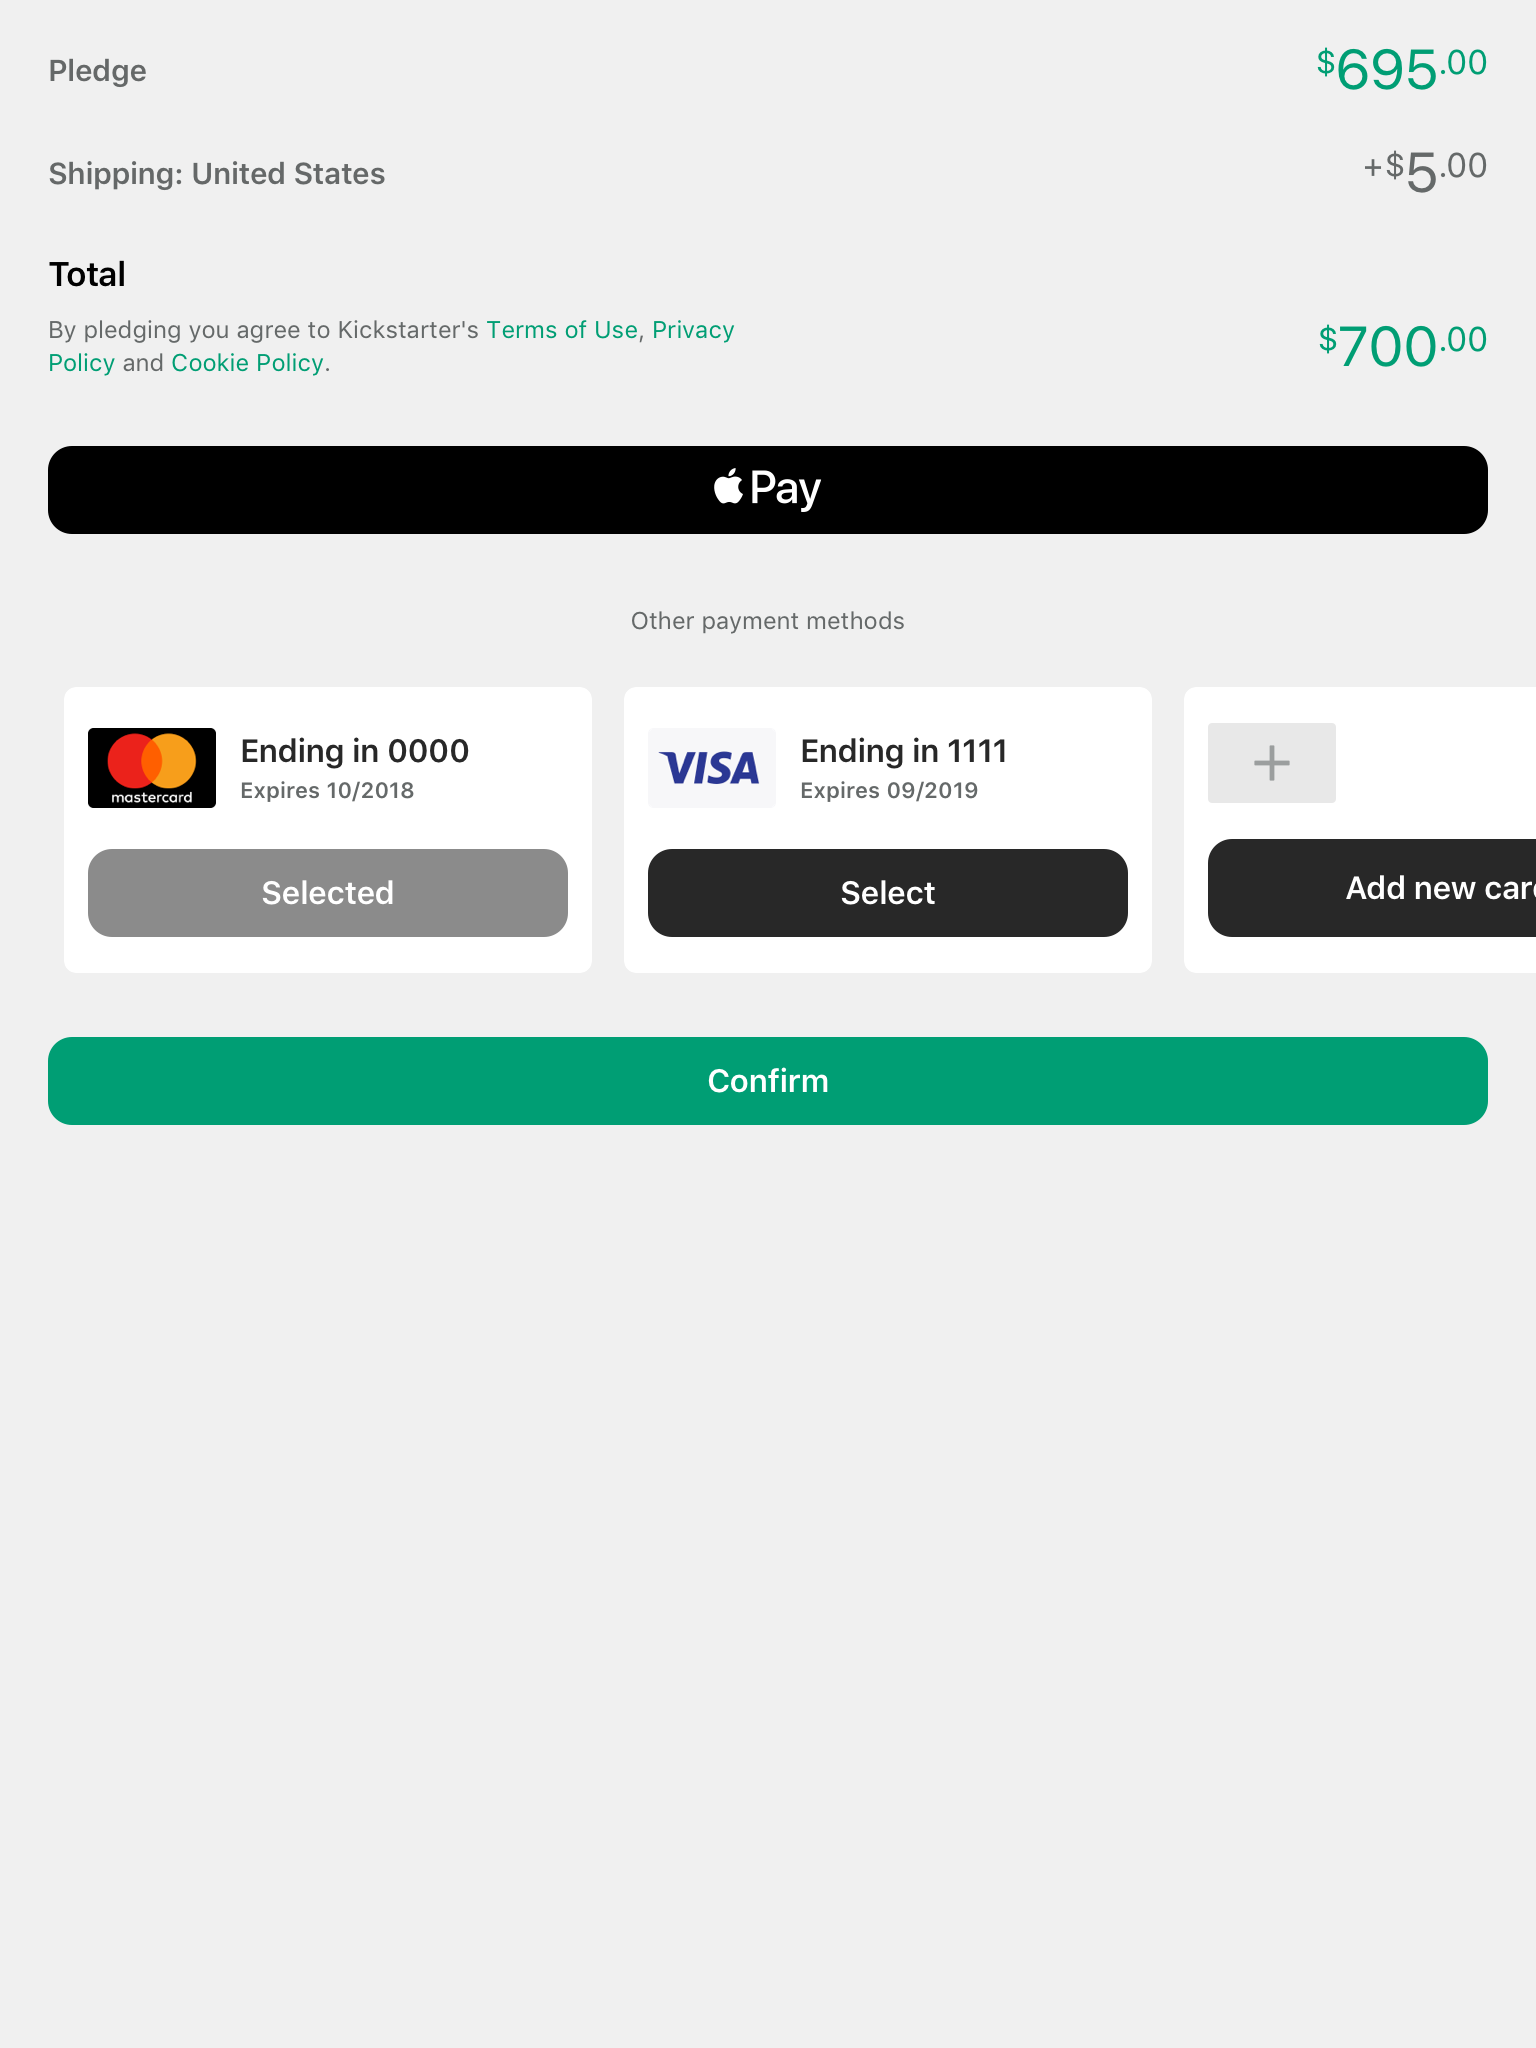 Pledge
$695.00
Shipping: United States
+$5.00
Total
By pledging you agree to Kickstarter's Terms of Use, Privacy
Policy and Cookie Policy.
$700.00
Pay
Other payment methods
mastercard
Ending in 0000
Expires 10/2018
Selected
VISA
Ending in 1111
Expires 09/2019
Select
Add new
Confirm